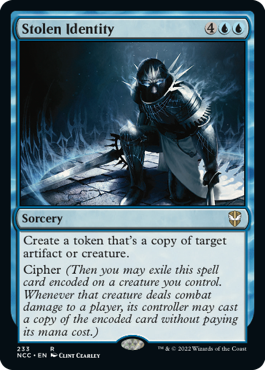 Stolen Identity 4
Sorcery
Create a token that's a copy of target
artifact or creature.
Cipher (Then you may exile this spell
card encoded on a creature you control.
Whenever that creature deals combat
damage to a player, its controller may cast
a copy of the encoded card without paying
its mana cost.)
233 R
NCC • EN Clint Cearley
™ & © 2022 Wizards of the Coast